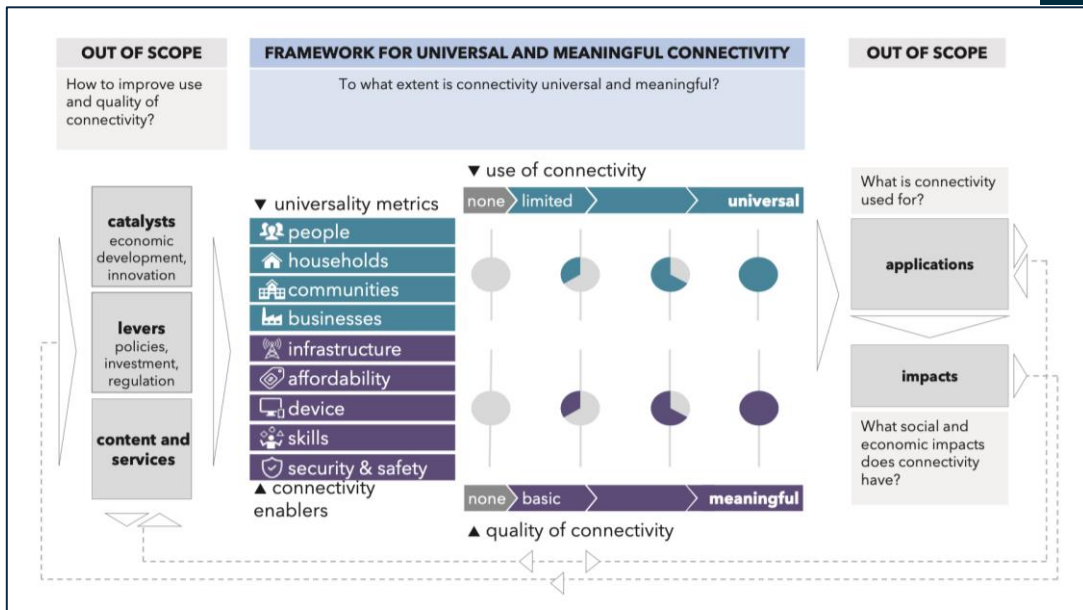 OUT OF SCOPE
How to improve use
and quality of
connectivity?
FRAMEWORK FOR UNIVERSAL AND MEANINGFUL CONNECTIVITY
To what extent is connectivity universal and meaningful?
OUT OF SCOPE
catalysts
economic
development,
innovation
levers
policies,
investment,
regulation
content and
services
▼ universality metrics
people
households
communities
businesses
infrastructure
affordability
device
skills
security & safety
▲ connectivity
enablers
▼ use of connectivity
none limited universal
none basic meaningful
▲ quality of connectivity
What is connectivity
used for?
applications
impacts
What social and
economic impacts
does connectivity
have?